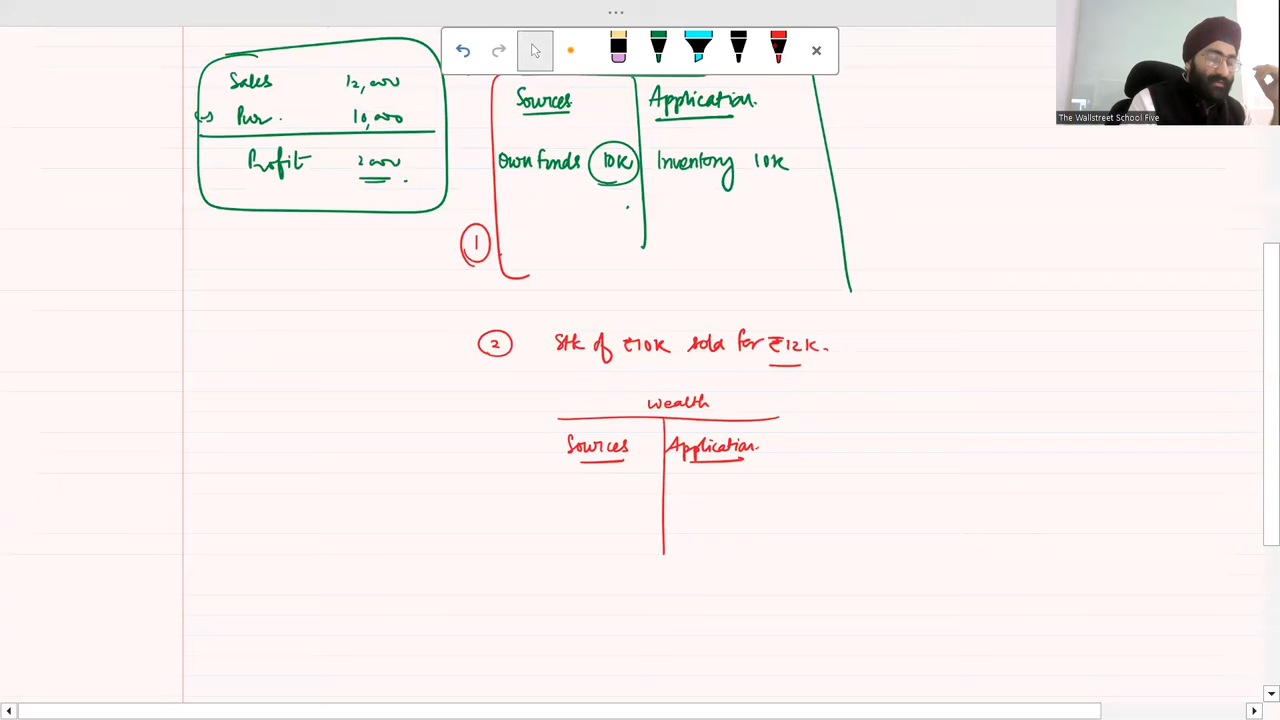 Sales 12,000
(-) Pur. 10,000
Profit 2000
Sources Application.
Own funds 10K Inventory 10K
1
2 Stk of ₹10K sold for ₹12K.
Wealth
Sources Application.
The Wallstreet School Five